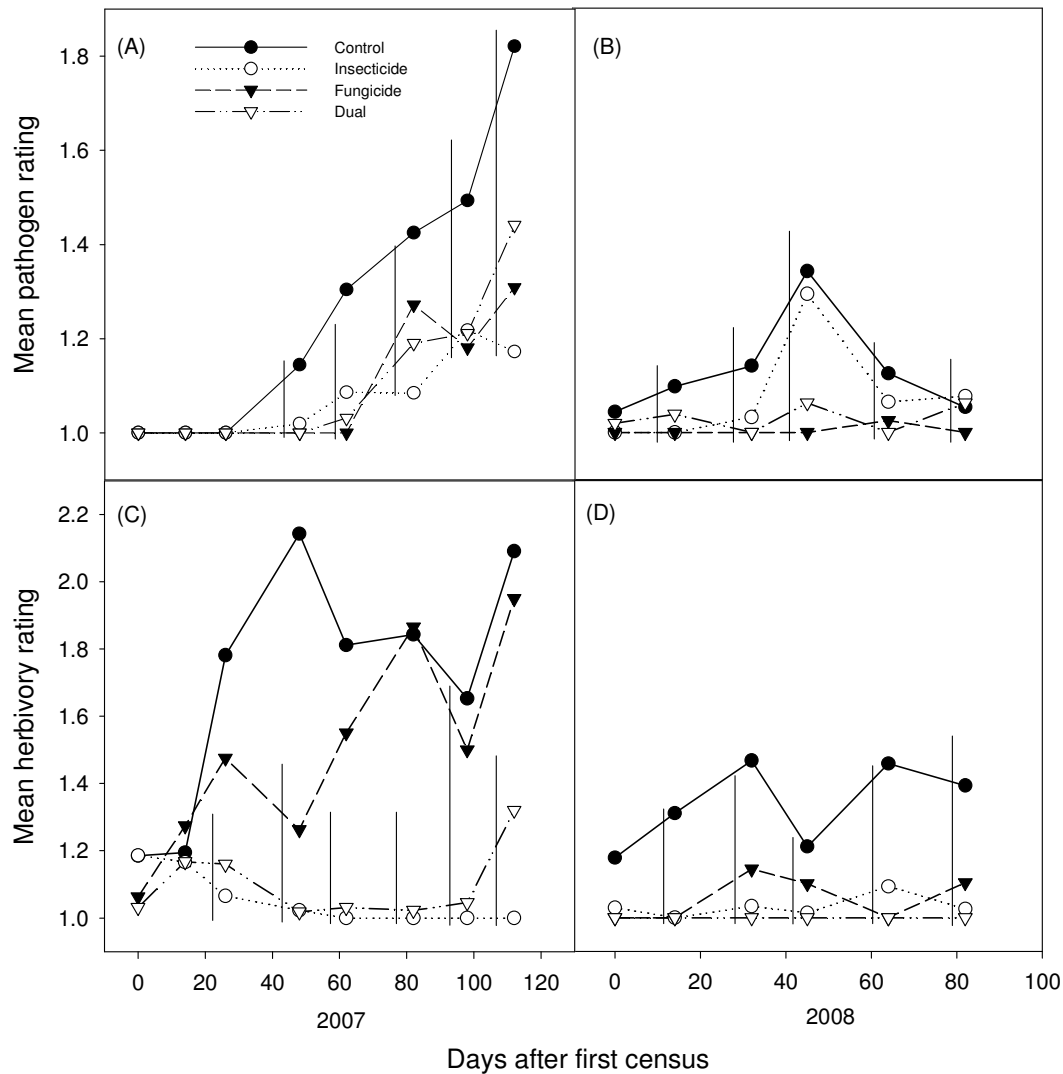 (A)
Control
Insecticide
Fungicide
Dual
(B)
1.8
1.6
1.4
1.2
1.0
Mean pathogen rating
(C)
(D)
2.2
2.0
1.8
1.6
1.4
1.2
1.0
Mean herbivory rating
0 20 40 60 80 100 120
0 20 40 60 80 100
2007
2008
Days after first census